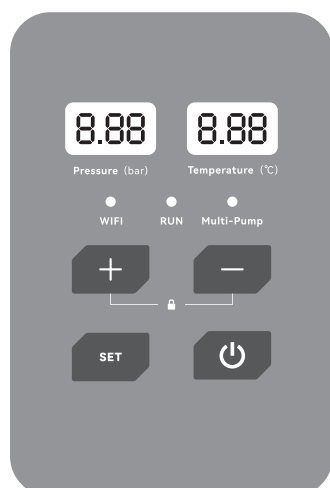 8.88 8.88
Pressure (bar) Temperature (℃)
WIFI RUN Multi-Pump
+ −
SET